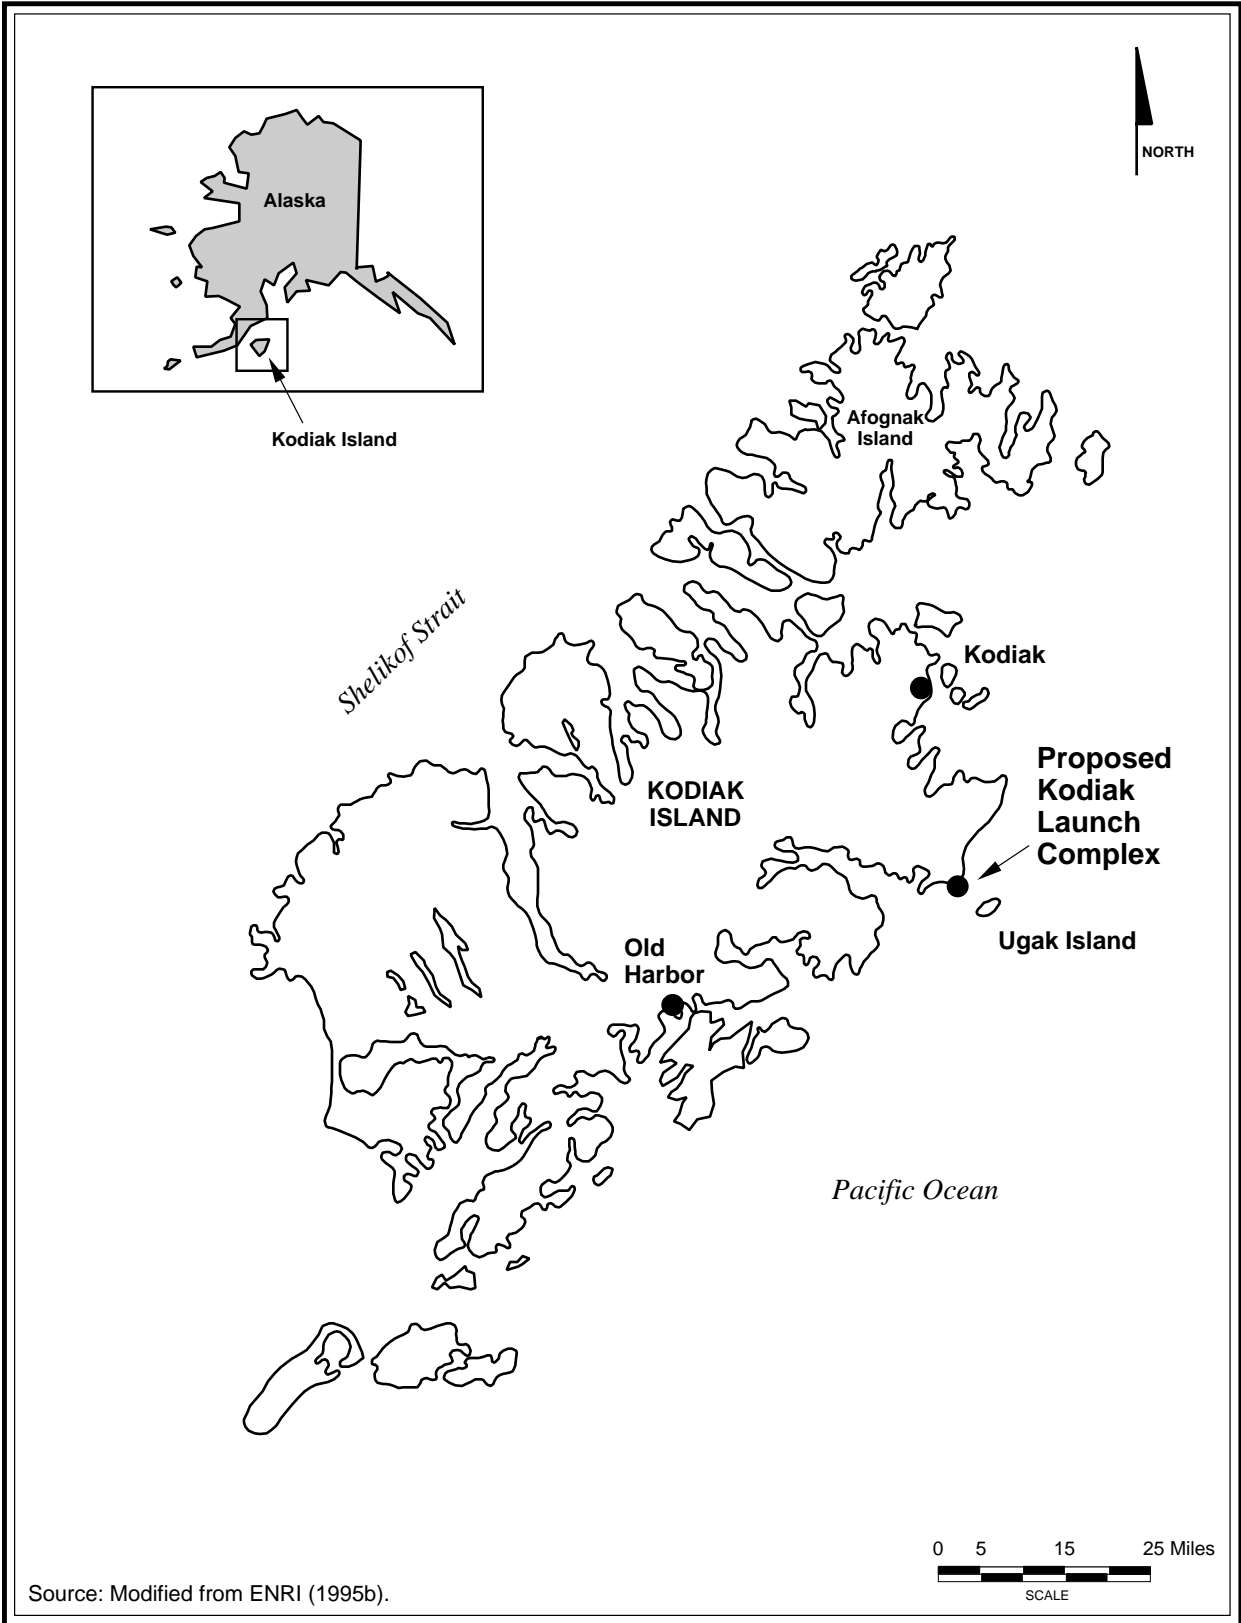 NORTH
Alaska
Kodiak Island
Afognak
Island
Shelikof Strait
Kodiak
Proposed
Kodiak
Launch
Complex
KODIAK
ISLAND
Ugak Island
Old
Harbor
Pacific Ocean
0 5 15 25 Miles
SCALE
Source: Modified from ENRI (1995b).